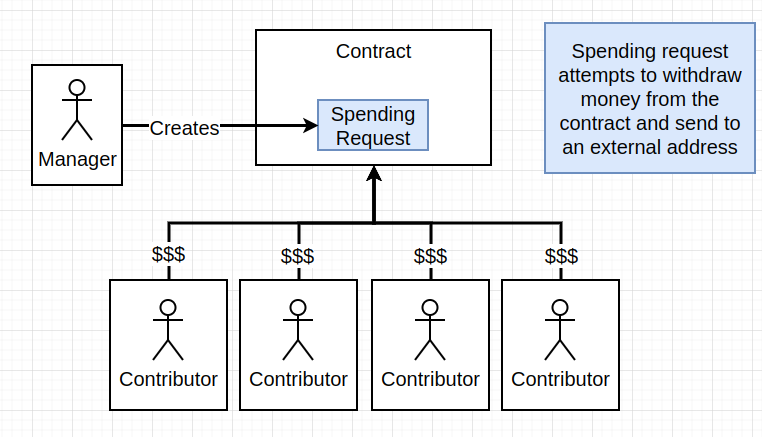 Contract
Spending request
attempts to withdraw
money from the
contract and send to
an external address
Manager
Creates
Spending
Request
$$$
$$$
$$$
$$$
Contributor
Contributor
Contributor
Contributor